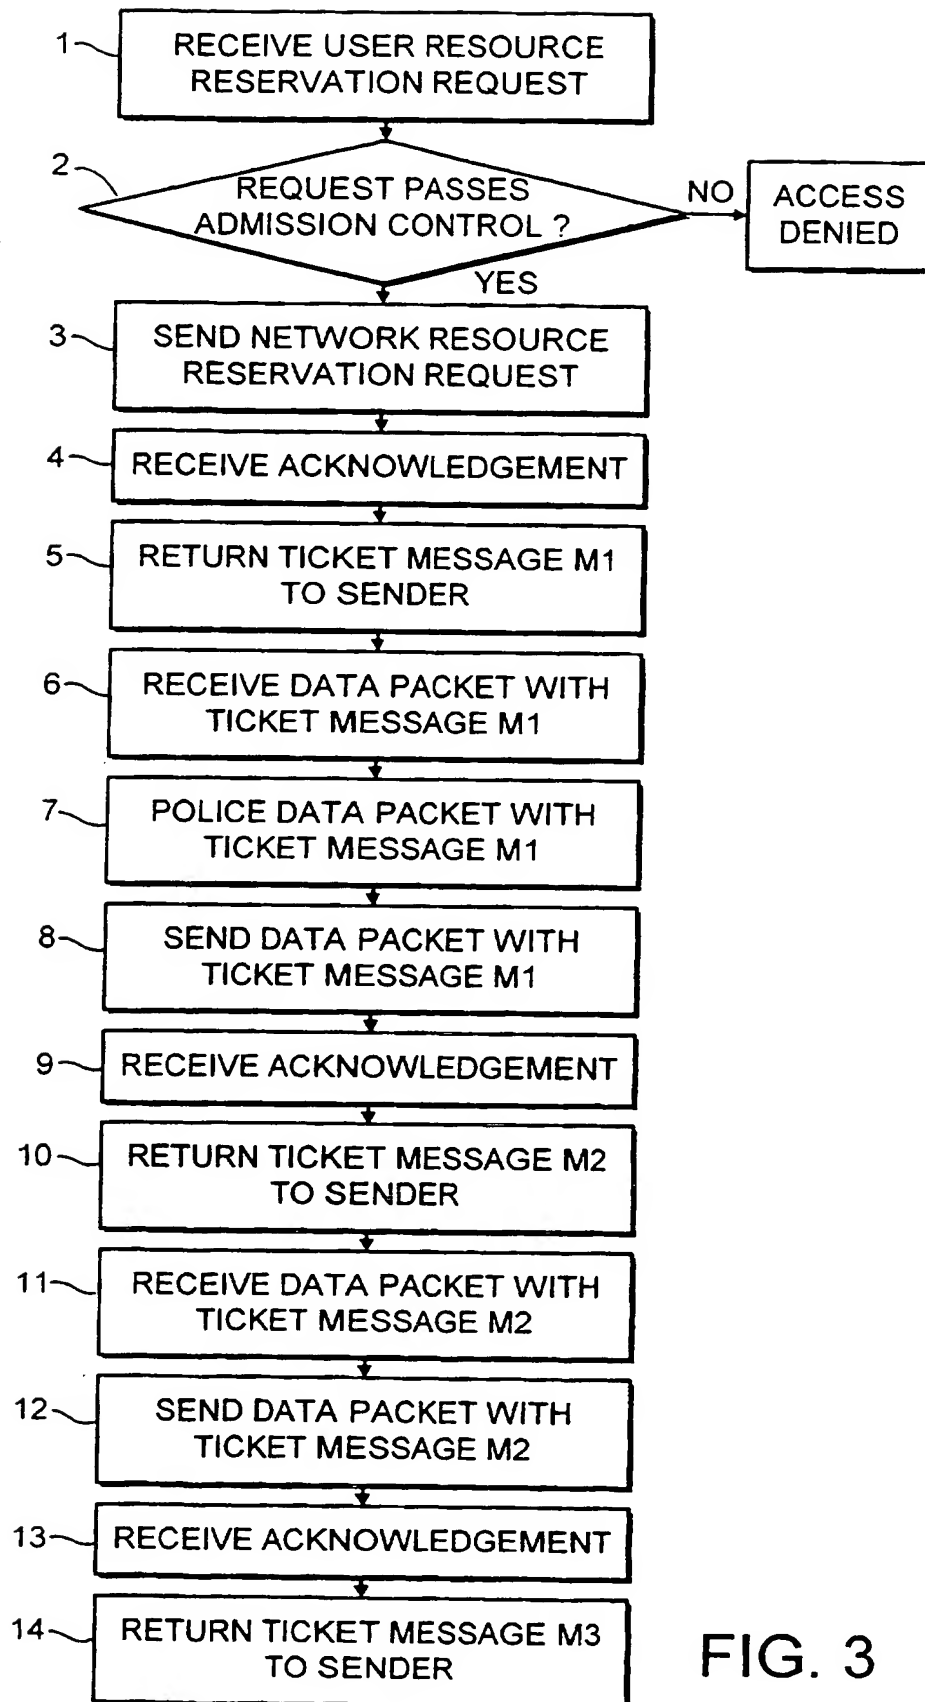 1
RECEIVE USER RESOURCE
RESERVATION REQUEST
2
REQUEST PASSES
ADMISSION CONTROL ?
NO
ACCESS
DENIED
YES
3
SEND NETWORK RESOURCE
RESERVATION REQUEST
4
RECEIVE ACKNOWLEDGEMENT
5
RETURN TICKET MESSAGE M1
TO SENDER
6
RECEIVE DATA PACKET WITH
TICKET MESSAGE M1
7
POLICE DATA PACKET WITH
TICKET MESSAGE M1
8
SEND DATA PACKET WITH
TICKET MESSAGE M1
9
RECEIVE ACKNOWLEDGEMENT
10
RETURN TICKET MESSAGE M2
TO SENDER
11
RECEIVE DATA PACKET WITH
TICKET MESSAGE M2
12
SEND DATA PACKET WITH
TICKET MESSAGE M2
13
RECEIVE ACKNOWLEDGEMENT
14
RETURN TICKET MESSAGE M3
TO SENDER
FIG. 3